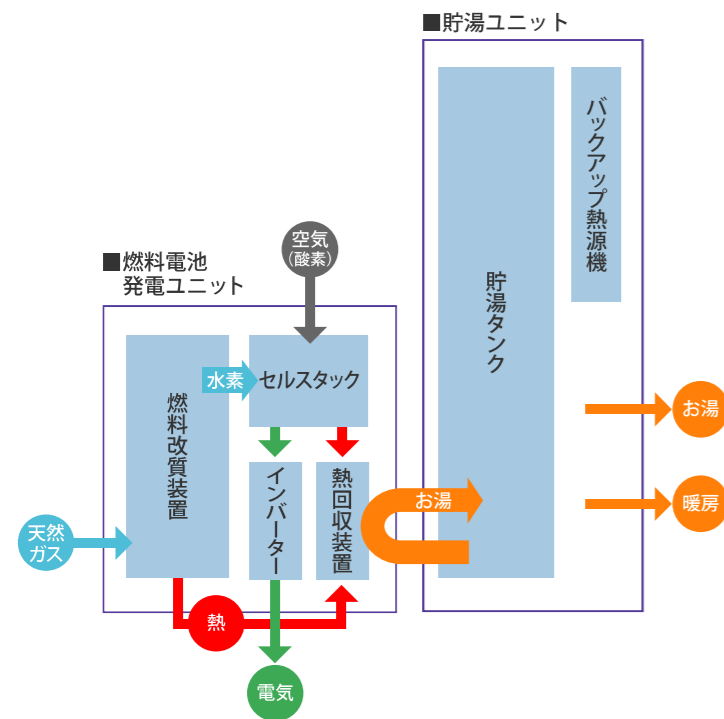 ■貯湯ユニット
バックアップ熱源機
貯湯タンク
空気
(酸素)
■燃料電池
発電ユニット
水素
セルスタック
燃料改質装置
インバーター
熱回収装置
お湯
お湯
暖房
天然
ガス
熱
電気